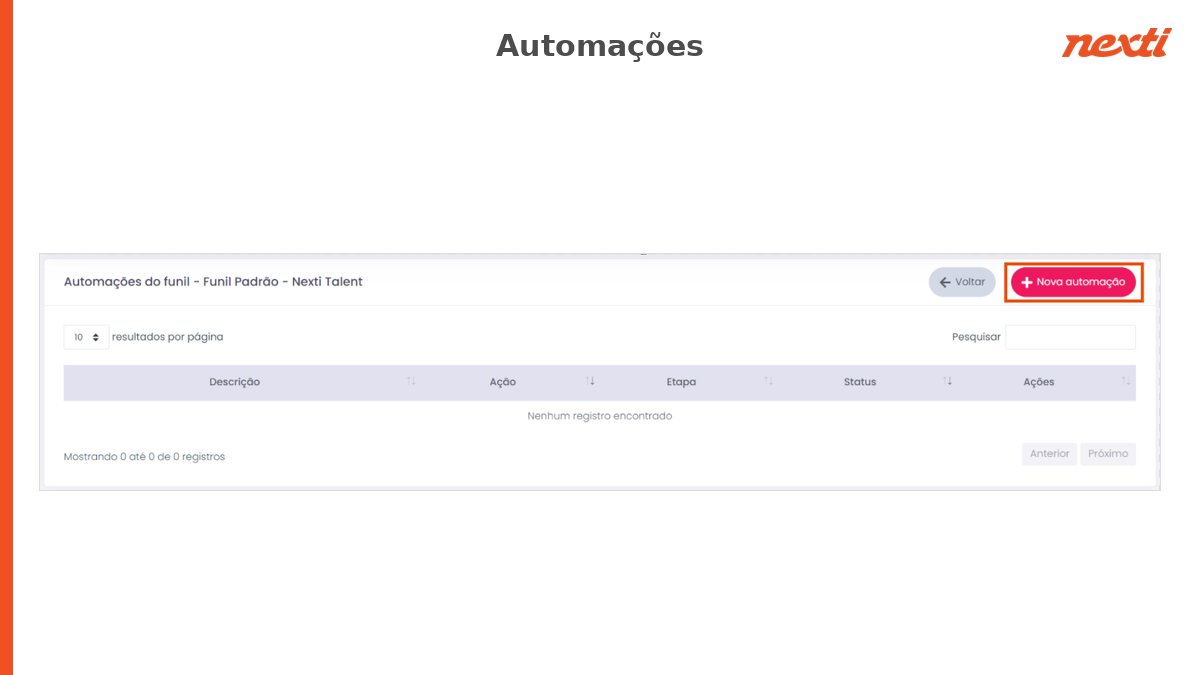 Automações
nexti
Automações do funil - Funil Padrão - Nexti Talent
Voltar
Nova automação
10 resultados por página
Pesquisar
Descrição Ação Etapa Status Ações
Nenhum registro encontrado
Mostrando 0 até 0 de 0 registros
Anterior Próximo